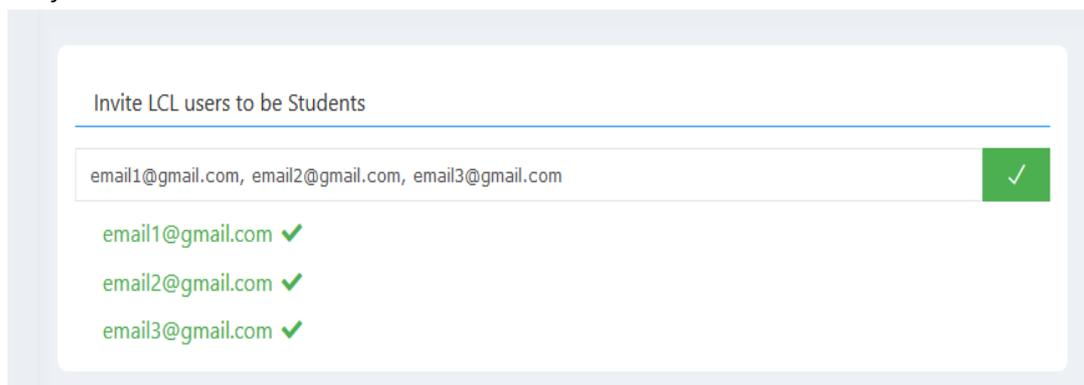 Invite LCL users to be Students
email1@gmail.com, email2@gmail.com, email3@gmail.com
email1@gmail.com
email2@gmail.com
email3@gmail.com